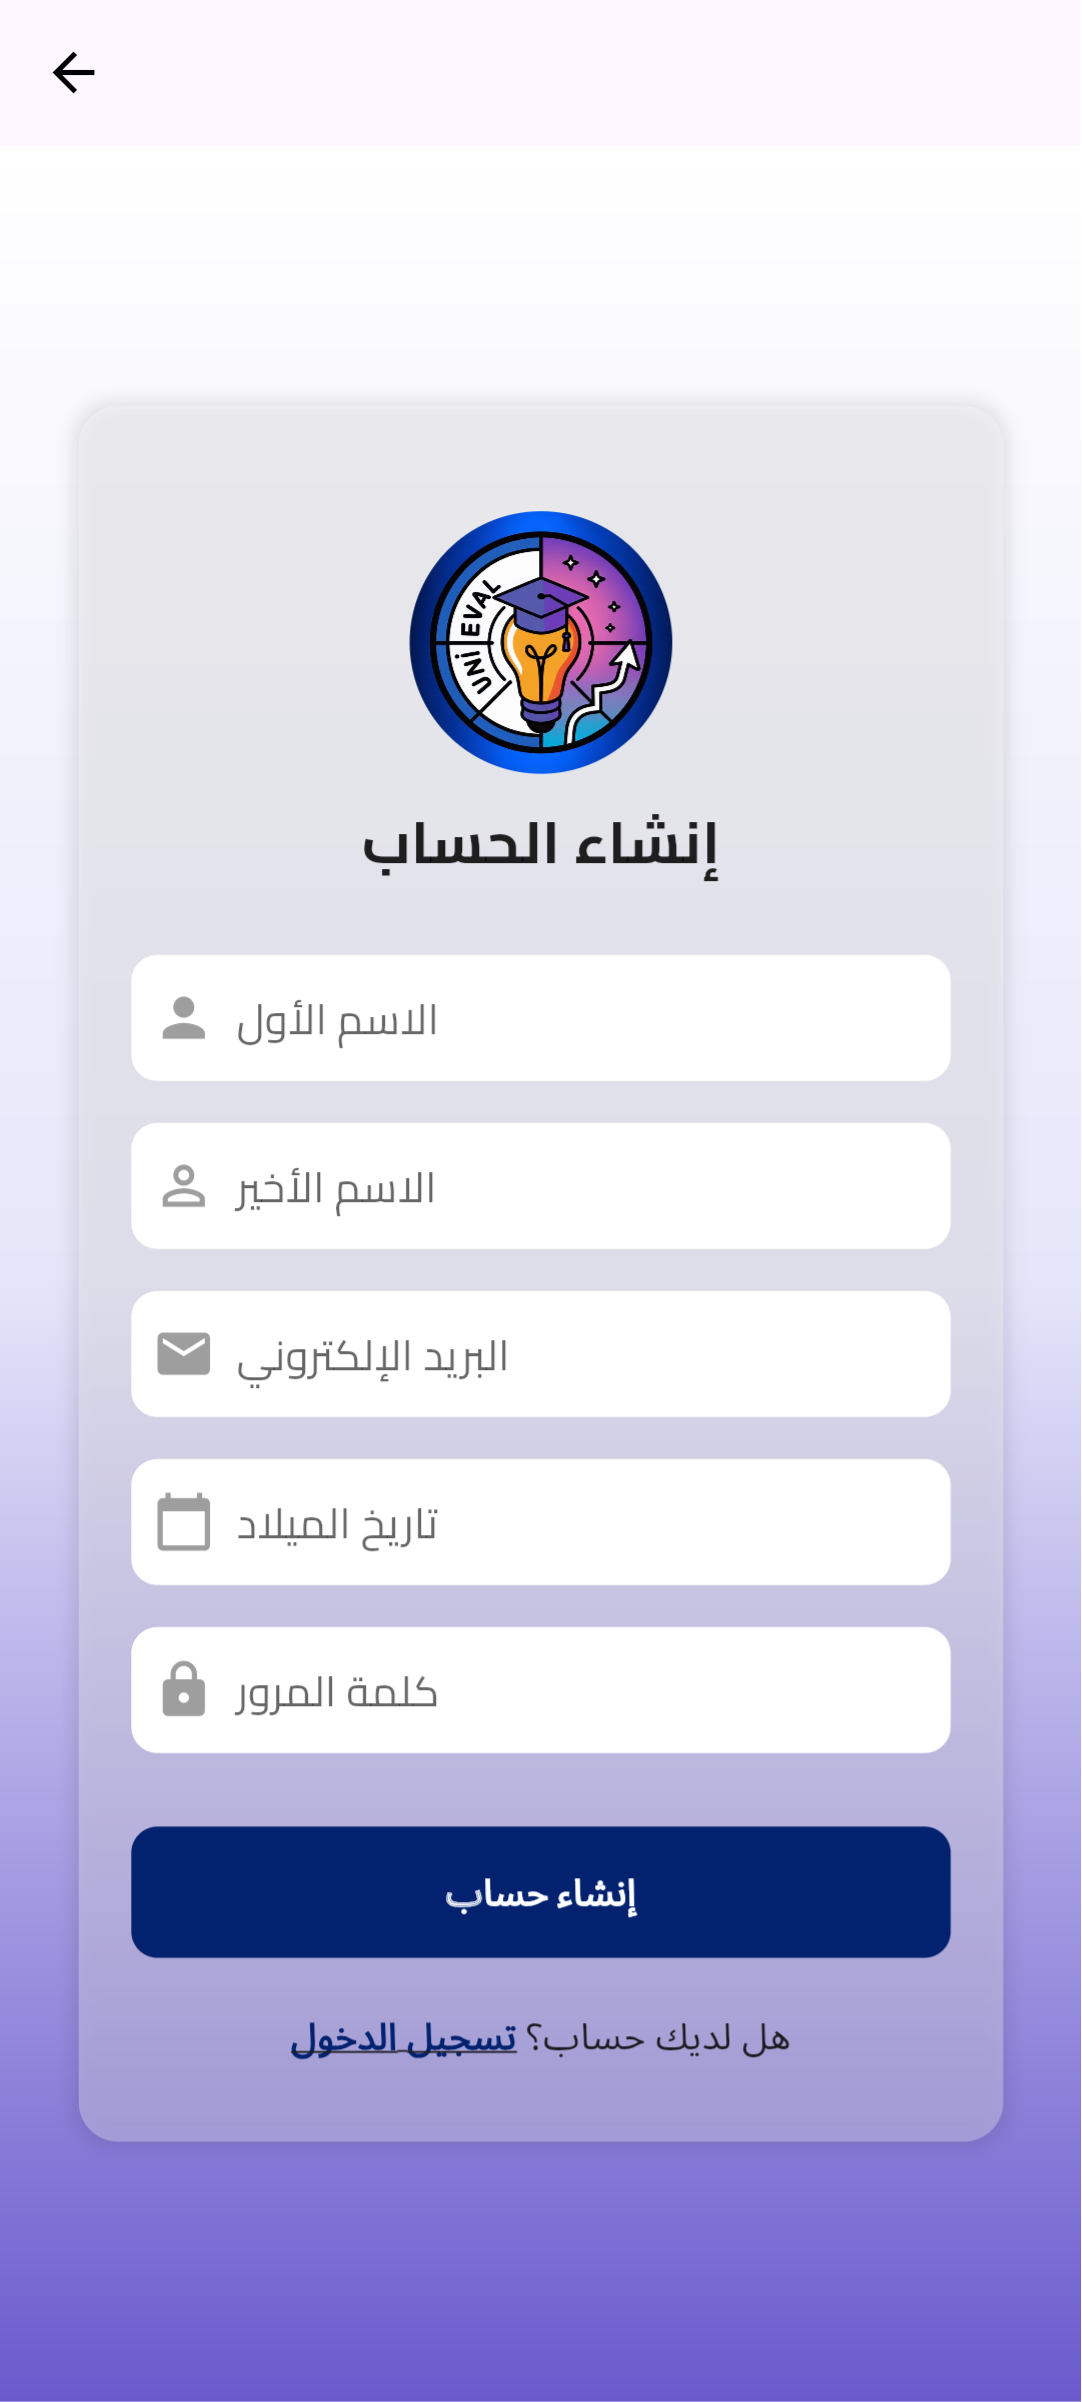 UNi EVAL
إنشاء الحساب
الاسم الأول
الاسم الأخير
البريد الإلكتروني
تاريخ الميلاد
كلمة المرور
إنشاء حساب
هل لديك حساب؟ تسجيل الدخول